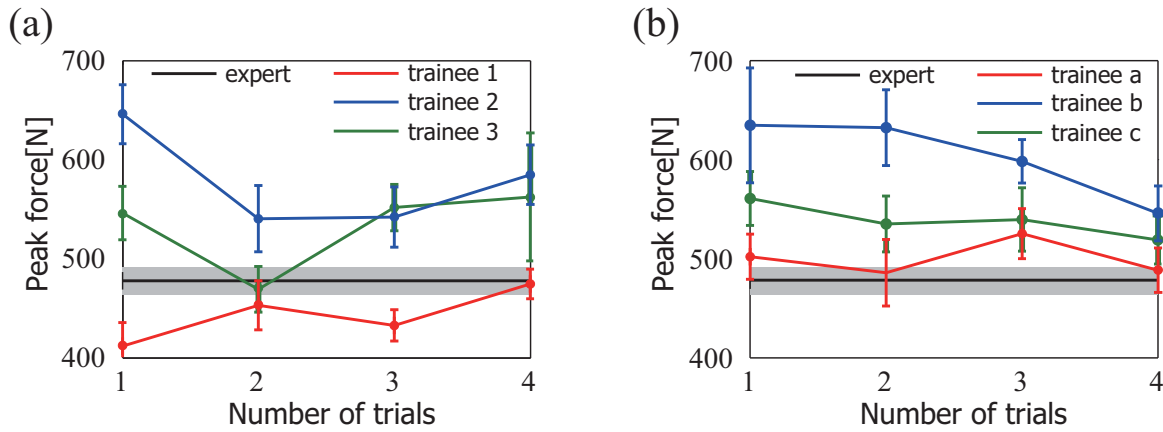 (a)
700
600
500
400
Peak force[N]
expert
trainee 1
trainee 2
trainee 3
1 2 3 4
Number of trials
(b)
700
600
500
400
Peak force[N]
expert
trainee a
trainee b
trainee c
1 2 3 4
Number of trials